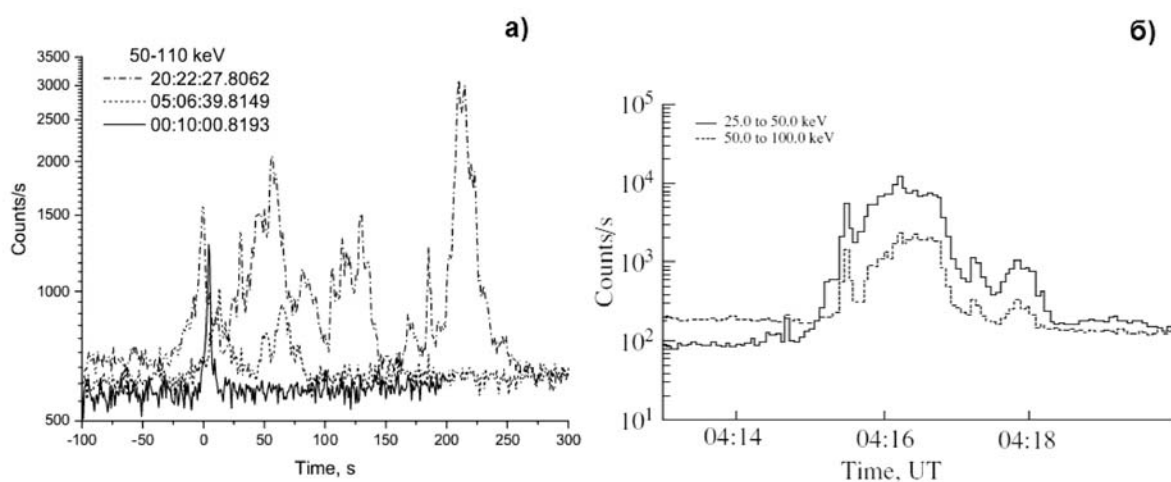 а)
50-110 keV
20:22:27.8062
05:06:39.8149
00:10:00.8193
3500
3000
2500
2000
1500
1000
500
Counts/s
-100 -50 0 50 100 150 200 250 300
Time, s
б)
25.0 to 50.0 keV
50.0 to 100.0 keV
10^5
10^4
10^3
10^2
10^1
Counts/s
04:14 04:16 04:18
Time, UT